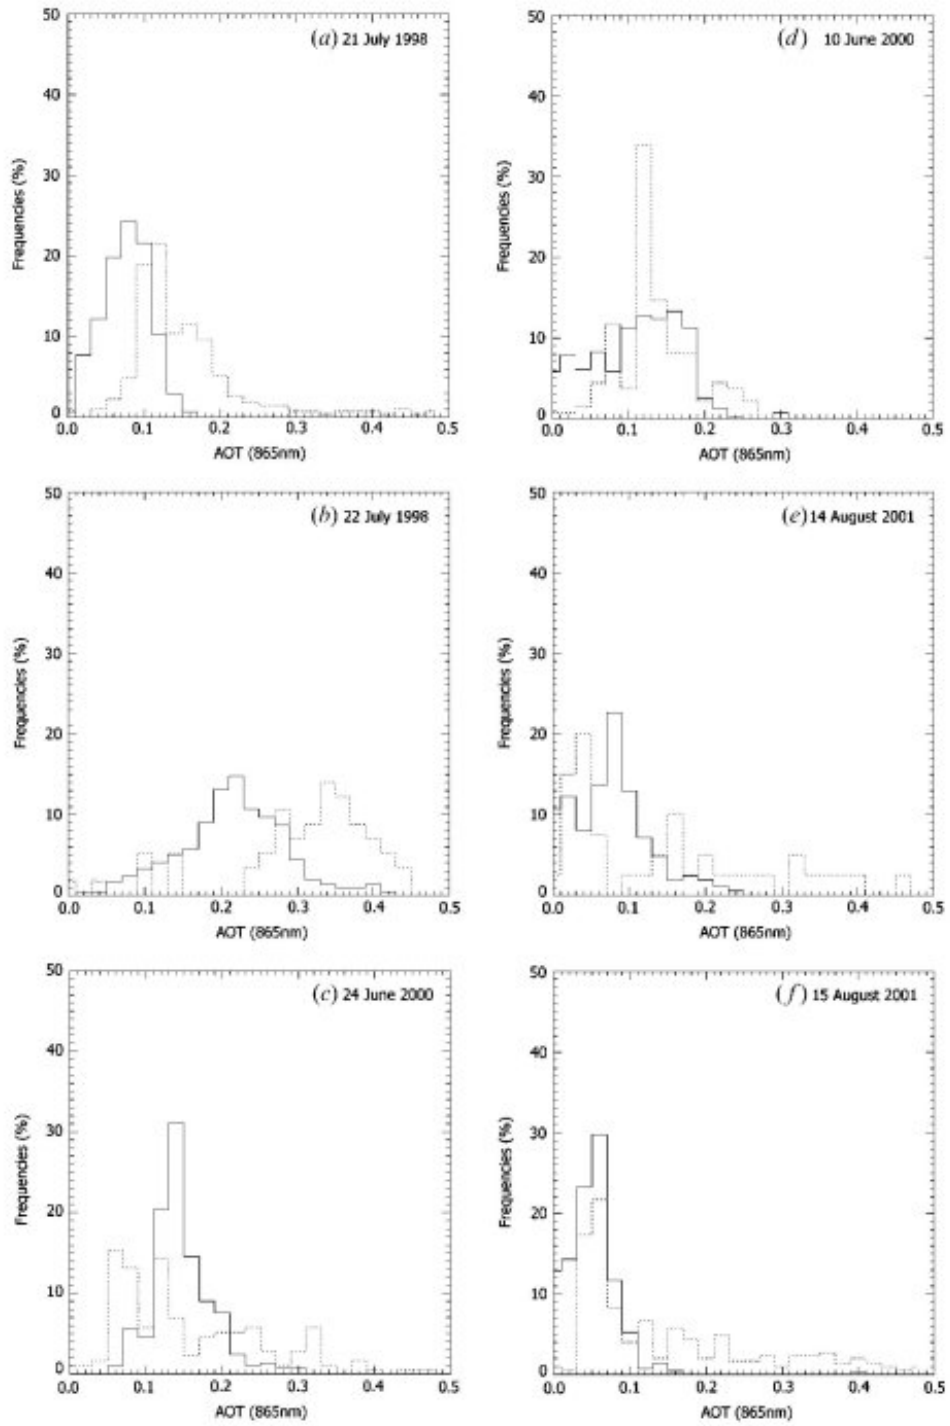 50
40
30
20
10
0
Frequencies (%)
(a) 21 July 1998
0.0 0.1 0.2 0.3 0.4 0.5
AOT (865nm)
50
40
30
20
10
0
Frequencies (%)
(d) 10 June 2000
0.0 0.1 0.2 0.3 0.4 0.5
AOT (865nm)
50
40
30
20
10
0
Frequencies (%)
(b) 22 July 1998
0.0 0.1 0.2 0.3 0.4 0.5
AOT (865nm)
50
40
30
20
10
0
Frequencies (%)
(e) 14 August 2001
0.0 0.1 0.2 0.3 0.4 0.5
AOT (865nm)
50
40
30
20
10
0
Frequencies (%)
(c) 24 June 2000
0.0 0.1 0.2 0.3 0.4 0.5
AOT (865nm)
50
40
30
20
10
0
Frequencies (%)
(f) 15 August 2001
0.0 0.1 0.2 0.3 0.4 0.5
AOT (865nm)